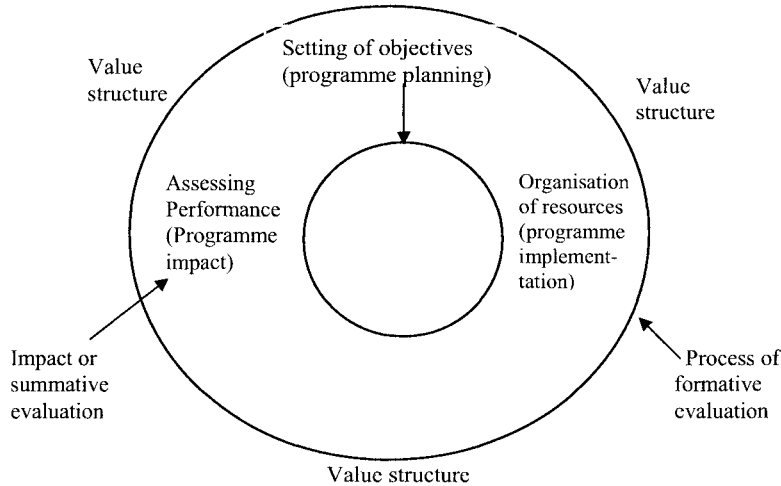 Setting of objectives
(programme planning)
Value
structure
Value
structure
Assessing
Performance
(Programme
impact)
Organisation
of resources
(programme
implement-
tation)
Impact or
summative
evaluation
Process of
formative
evaluation
Value structure